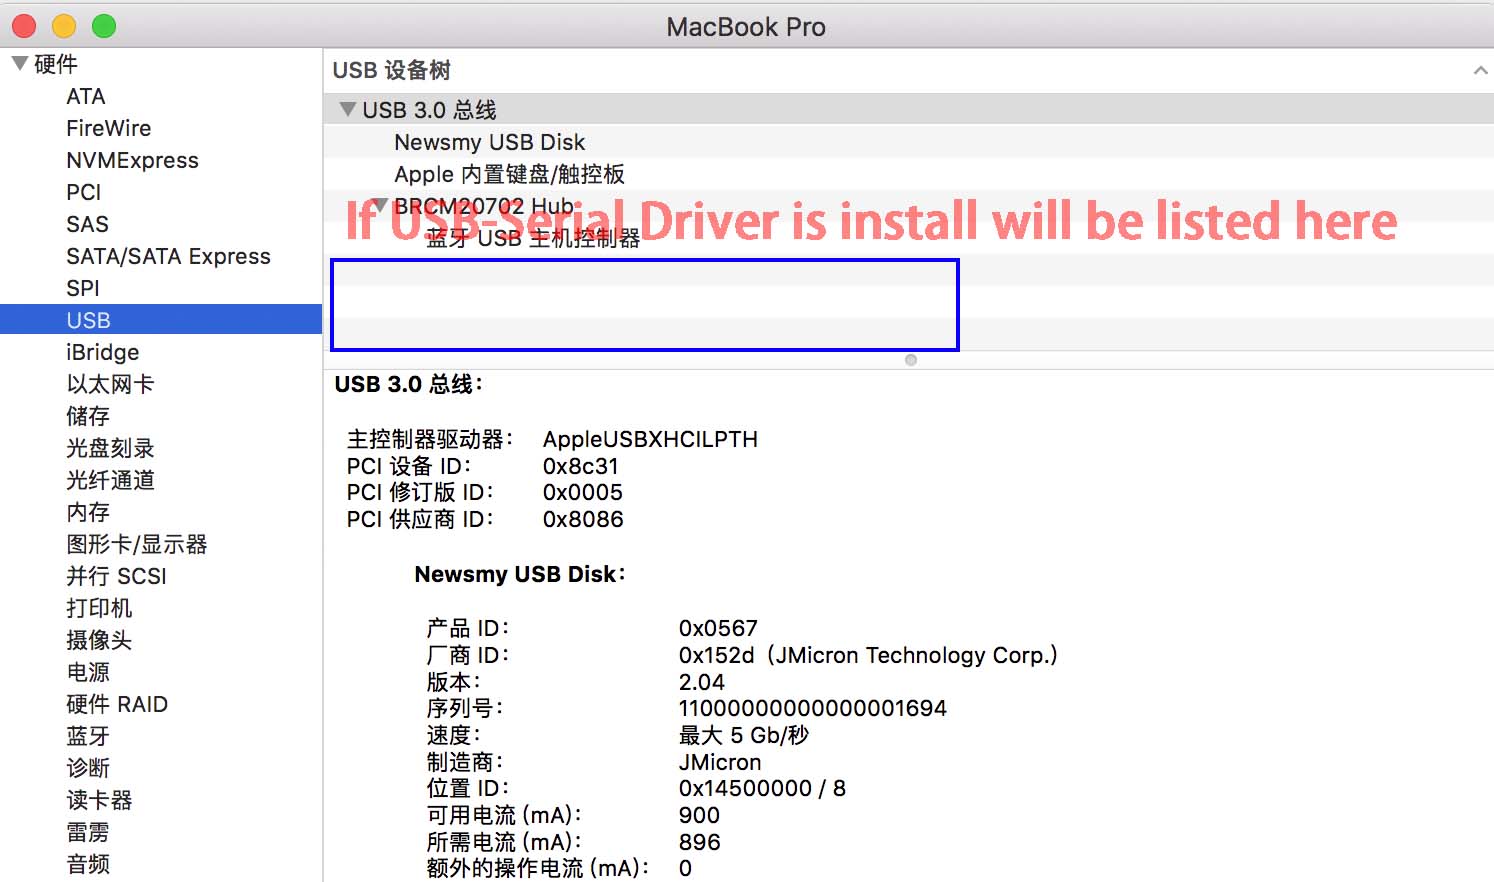 MacBook Pro
硬件
ATA
FireWire
NVMExpress
PCI
SAS
SATA/SATA Express
SPI
USB
iBridge
以太网卡
储存
光盘刻录
光纤通道
内存
图形卡/显示器
并行 SCSI
打印机
摄像头
电源
硬件 RAID
蓝牙
诊断
读卡器
雷雳
音频
USB 设备树
USB 3.0 总线
Newsmy USB Disk
Apple 内置键盘/触控板
BRCM20702 Hub
If USB-Serial Driver is install will be listed here
蓝牙 USB 主机控制器
USB 3.0 总线：
主控制器驱动器： AppleUSBXHCILPTH
PCI 设备 ID： 0x8c31
PCI 修订版 ID： 0x0005
PCI 供应商 ID： 0x8086
Newsmy USB Disk：
产品 ID： 0x0567
厂商 ID： 0x152d（JMicron Technology Corp.）
版本： 2.04
序列号： 11000000000000001694
速度： 最大 5 Gb/秒
制造商： JMicron
位置 ID： 0x14500000 / 8
可用电流（mA）： 900
所需电流（mA）： 896
额外的操作电流（mA）： 0